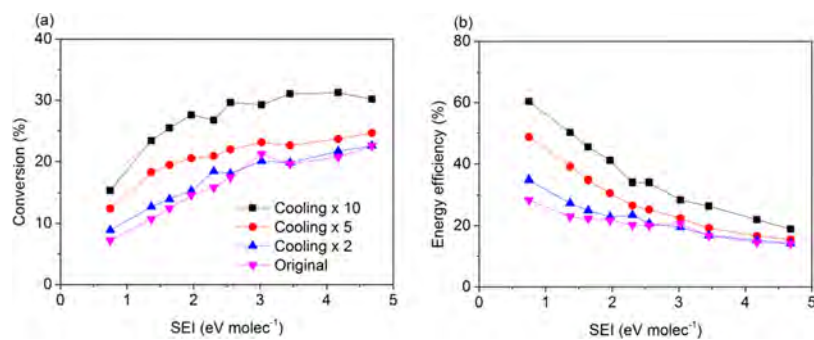 (a)
40
30
20
10
0
Conversion (%)
Cooling x 10
Cooling x 5
Cooling x 2
Original
0 1 2 3 4 5
SEI (eV molec⁻¹)
(b)
80
60
40
20
0
Energy efficiency (%)
0 1 2 3 4 5
SEI (eV molec⁻¹)